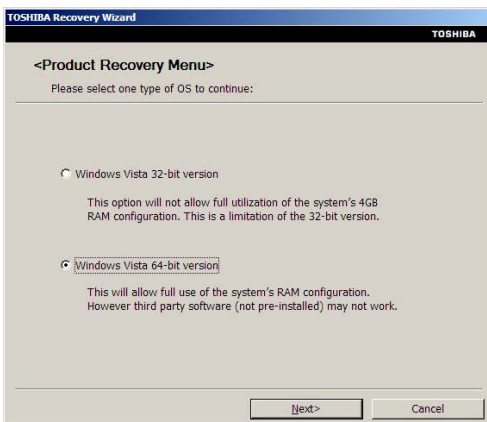 TOSHIBA Recovery Wizard
TOSHIBA
<Product Recovery Menu>
Please select one type of OS to continue:
Windows Vista 32-bit version
This option will not allow full utilization of the system's 4GB
RAM configuration. This is a limitation of the 32-bit version.
Windows Vista 64-bit version
This will allow full use of the system's RAM configuration.
However third party software (not pre-installed) may not work.
Next>
Cancel